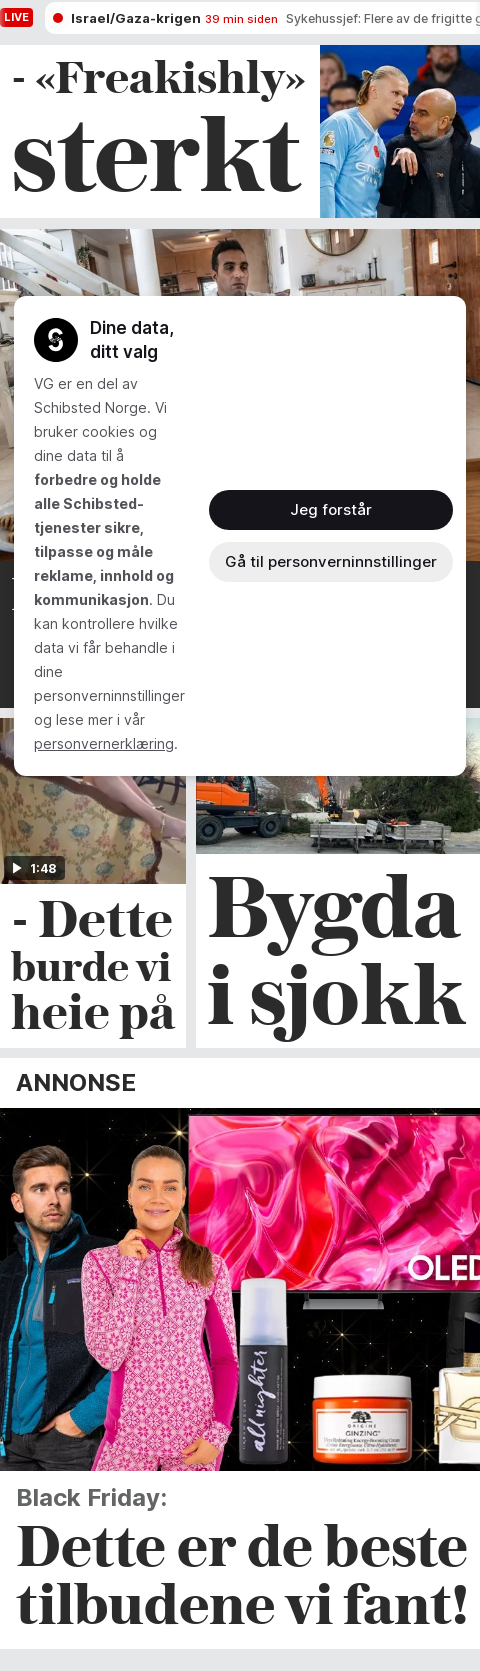 LIVE
Israel/Gaza-krigen 39 min siden Sykehussjef: Flere av de frigitte
- «Freakishly»
sterkt
Dine data,
ditt valg
VG er en del av
Schibsted Norge. Vi
bruker cookies og
dine data til å
forbedre og holde
alle Schibsted-
tjenester sikre,
tilpasse og måle
reklame, innhold og
kommunikasjon. Du
kan kontrollere hvilke
data vi får behandle i
dine
personverninnstillinger
og lese mer i vår
personvernerklæring.
Jeg forstår
Gå til personverninnstillinger
1:48
- Dette
burde vi
heie på
Bygda
i sjokk
ANNONSE
OLED
all nighter
ORIGINS
GINZING™
Black Friday:
Dette er de beste
tilbudene vi fant!